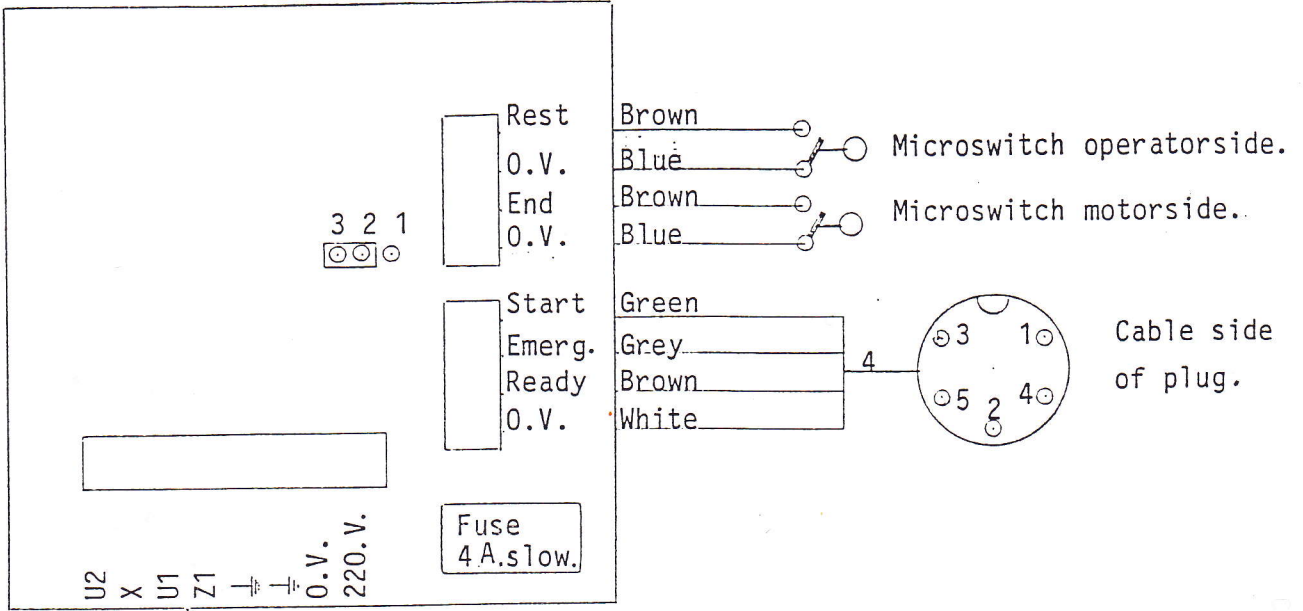 Rest Brown
O.V. Blue
Microswitch operatorside.
End Brown
O.V. Blue
Microswitch motorside.
3 2 1
Start Green
Emerg. Grey
Ready Brown
O.V. White
4
3 1
5 2 4
Cable side
of plug.
Fuse
4A.slow.
U2
X
U1
Z1
O.V.
220.V.